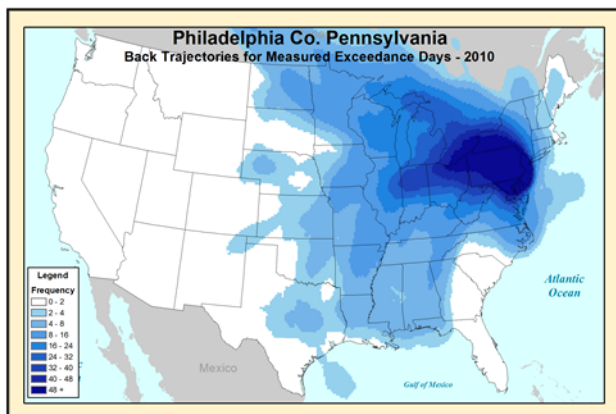 Philadelphia Co. Pennsylvania
Back Trajectories for Measured Exceedance Days - 2010
Legend
Frequency
0 - 2
2 - 4
4 - 8
8 - 16
16 - 24
24 - 32
32 - 40
40 - 48
48 +
Mexico
Gulf of Mexico
Atlantic
Ocean